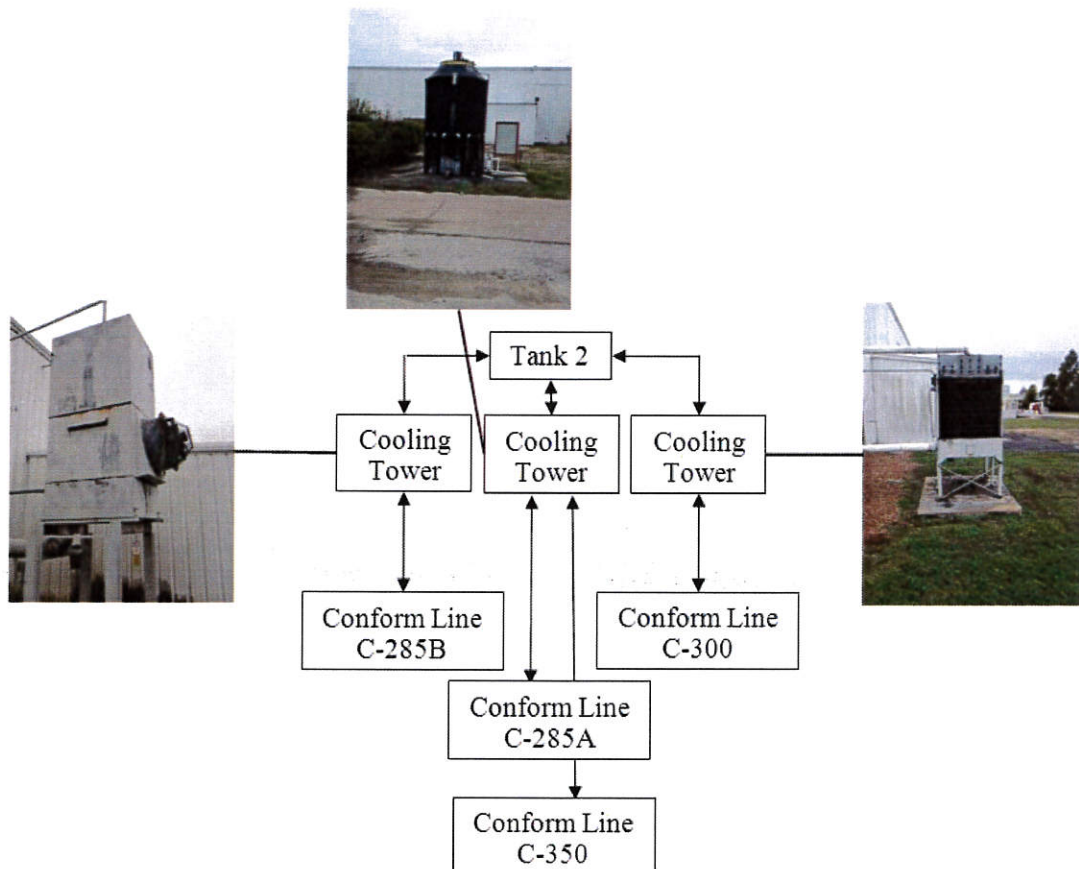 Tank 2
Cooling
Tower
Cooling
Tower
Cooling
Tower
Conform Line
C-285B
Conform Line
C-300
Conform Line
C-285A
Conform Line
C-350